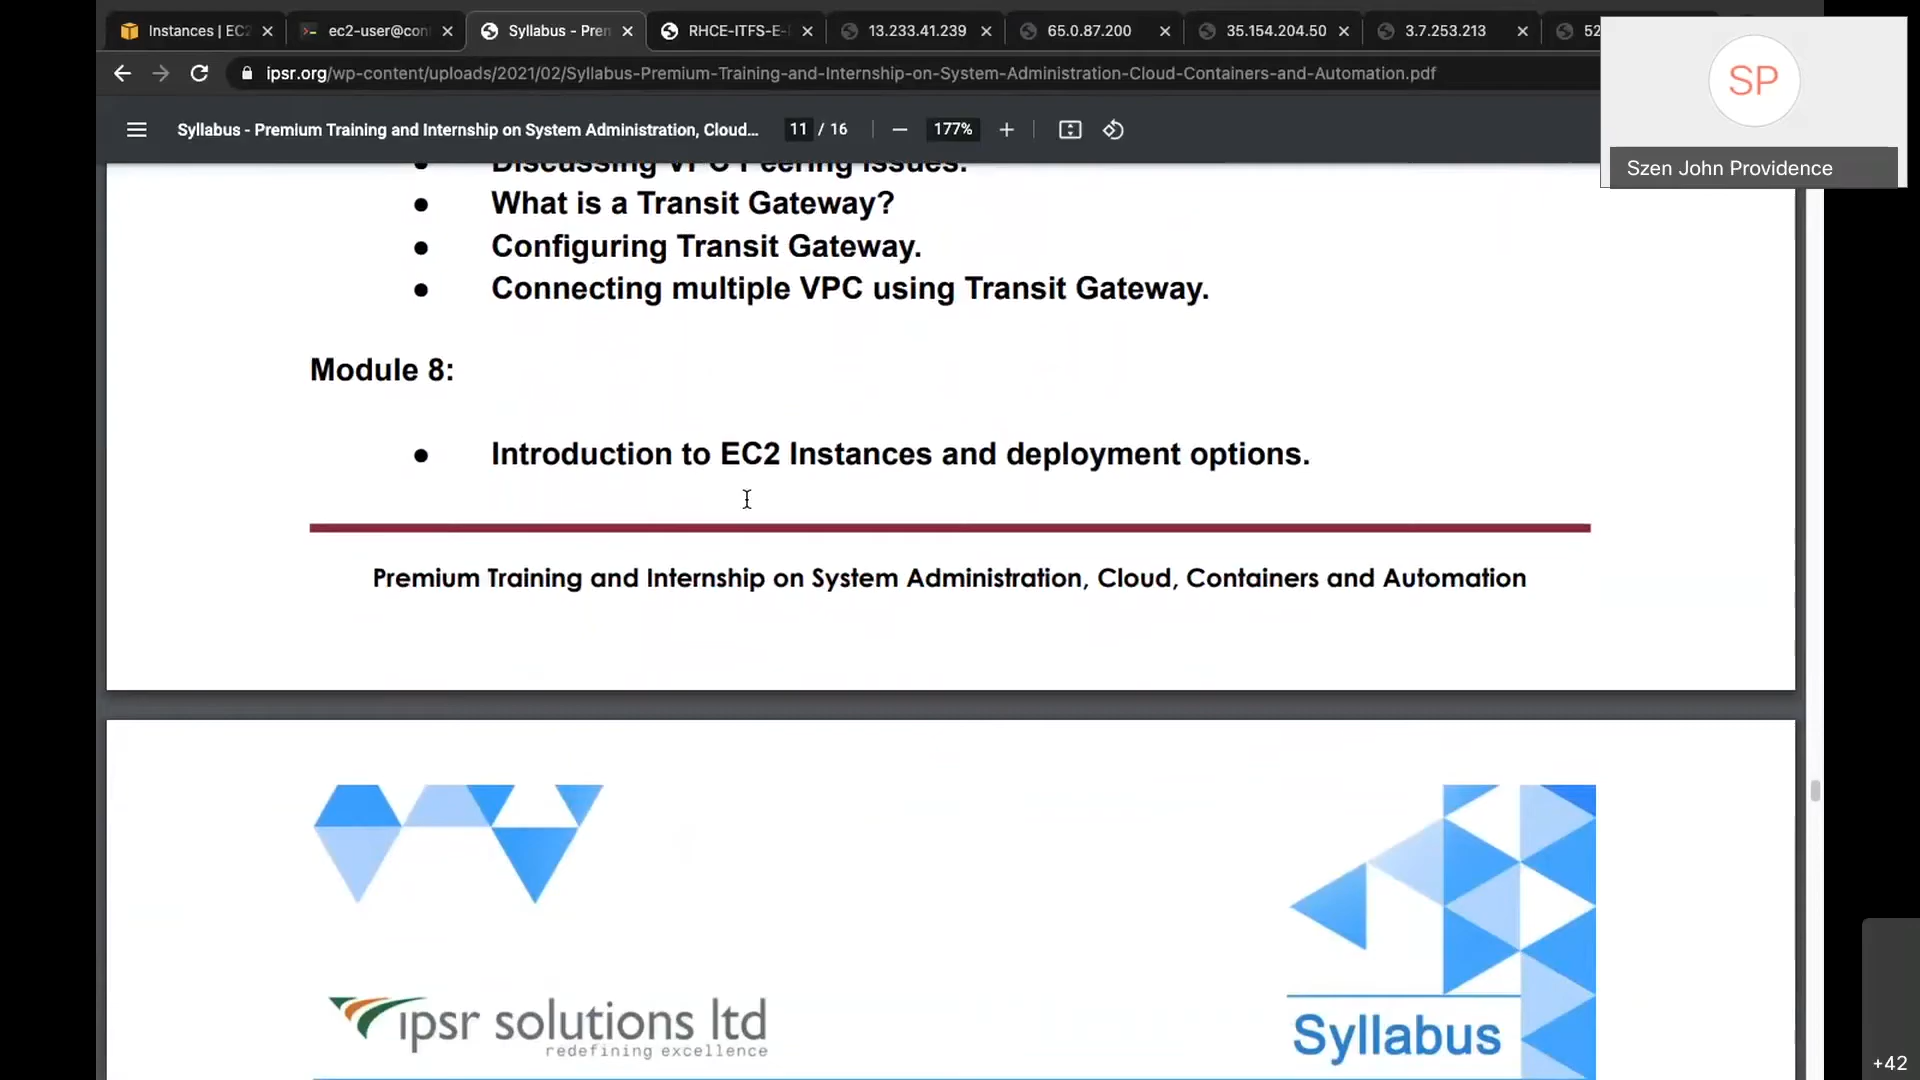 Instances | EC2
ec2-user@con
Syllabus - Prem
RHCE-ITFS-E-
13.233.41.239
65.0.87.200
35.154.204.50
3.7.253.213
52
ipsr.org/wp-content/uploads/2021/02/Syllabus-Premium-Training-and-Internship-on-System-Administration-Cloud-Containers-and-Automation.pdf
SP
Szen John Providence
Syllabus - Premium Training and Internship on System Administration, Cloud...
11 / 16
177%
Discussing VPC Peering issues.
What is a Transit Gateway?
Configuring Transit Gateway.
Connecting multiple VPC using Transit Gateway.
Module 8:
Introduction to EC2 Instances and deployment options.
Premium Training and Internship on System Administration, Cloud, Containers and Automation
ipsr solutions ltd
redefining excellence
Syllabus
+42